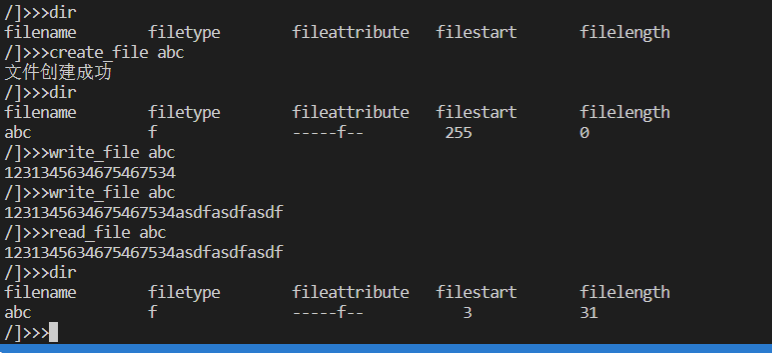 /]>>>dir
filename filetype fileattribute filestart filelength
/]>>>create_file abc
文件创建成功
/]>>>dir
filename filetype fileattribute filestart filelength
abc f -----f-- 255 0
/]>>>write_file abc
1231345634675467534
/]>>>write_file abc
1231345634675467534asdfasdfasdf
/]>>>read_file abc
1231345634675467534asdfasdfasdf
/]>>>dir
filename filetype fileattribute filestart filelength
abc f -----f-- 3 31
/]>>>